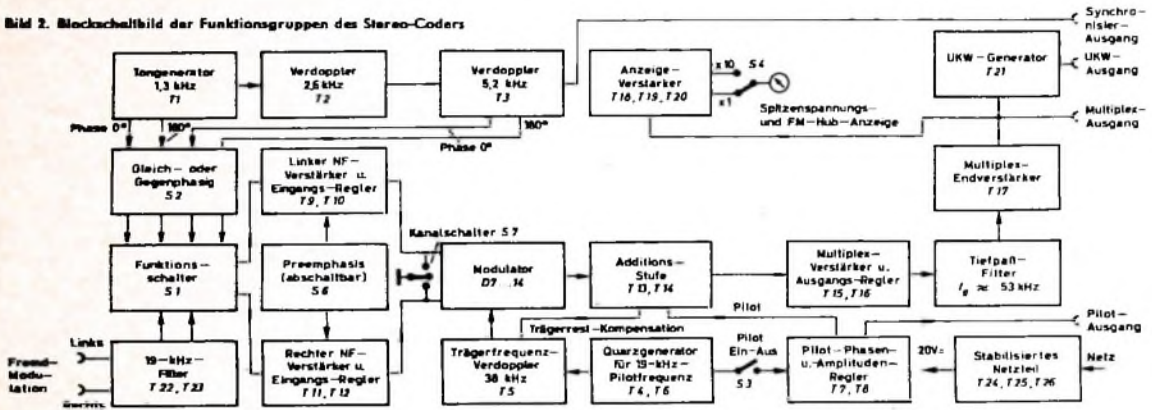 Bild 2. Blockschaltbild der Funktionsgruppen des Stereo-Coders
Tongenerator
1,3 kHz
T1
Verdoppler
2,6 kHz
T2
Verdoppler
5,2 kHz
T3
Anzeige-
Verstärker
T18, T19, T20
x10
S4
x1
Spitzenspannungs-
und FM-Hub-Anzeige
UKW-Generator
T21
Synchro-
nisier-
Ausgang
UKW-
Ausgang
Multiplex-
Ausgang
Phase 0°
180°
180°
Phase 0°
Gleich- oder
Gegenphasig
S2
Linker NF-
Verstärker u.
Eingangs-Regler
T9, T10
Multiplex-
Endverstärker
T17
Kanalschalter S7
Funktions-
schalter
S1
Preemphasis
(abschaltbar)
S6
Modulator
D7...14
Additions-
Stufe
T13, T14
Multiplex-
Verstärker u.
Ausgangs-Regler
T15, T16
Tiefpaß-
Filter
fg ≈ 53 kHz
Pilot
Trägerrest-Kompensation
Pilot-
Ausgang
Links
Fremd-
Modu-
lation
Rechts
19-kHz-
Filter
T22, T23
Rechter NF-
Verstärker u.
Eingangs-Regler
T11, T12
Trägerfrequenz-
Verdoppler
38 kHz
T5
Quarzgenerator
für 19-kHz-
Pilotfrequenz
T4, T6
Pilot
Ein-Aus
S3
Pilot-Phasen-
u.-Amplituden-
Regler
T7, T8
20V=
Stabilisiertes
Netzteil
T24, T25, T26
Netz